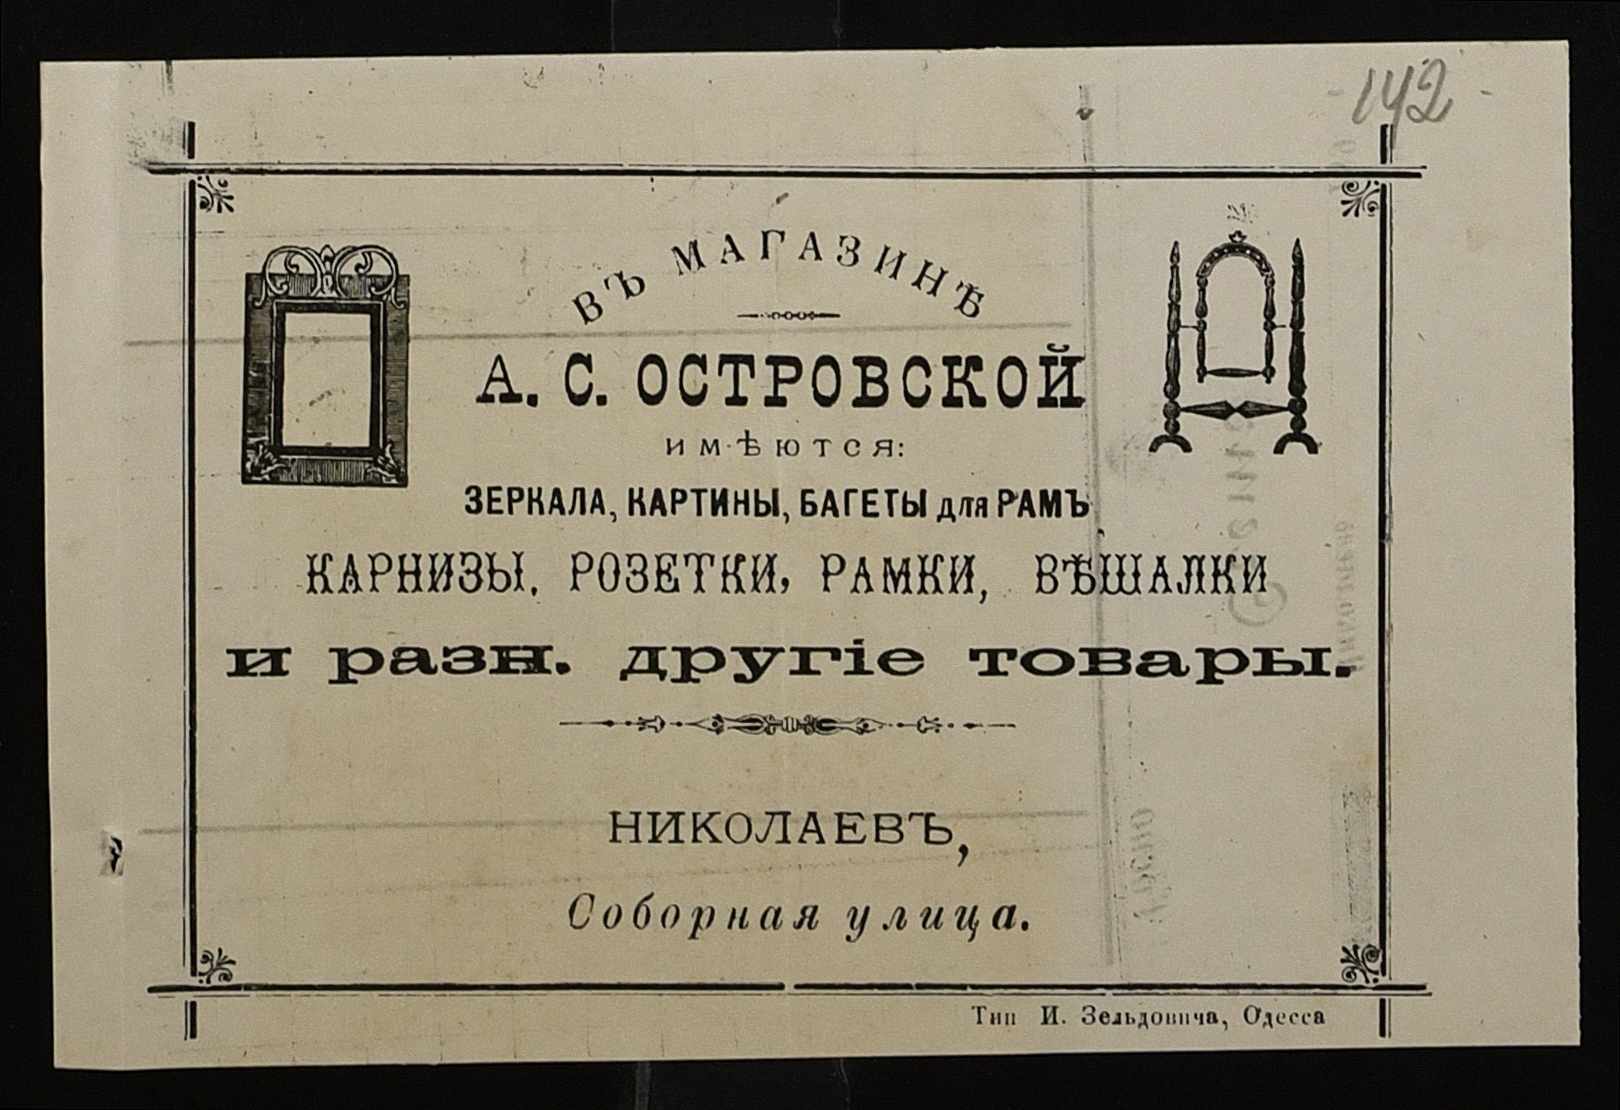 142
ВЪ МАГАЗИНѢ
А. С. ОСТРОВСКОЙ
имѣются:
ЗЕРКАЛА, КАРТИНЫ, БАГЕТЫ для РАМЪ
КАРНИЗЫ, РОЗЕТКИ, РАМКИ, ВѢШАЛКИ
и разн. другіе товары.
НИКОЛАЕВЪ,
Соборная улица.
Тип И. Зельдовича, Одесса